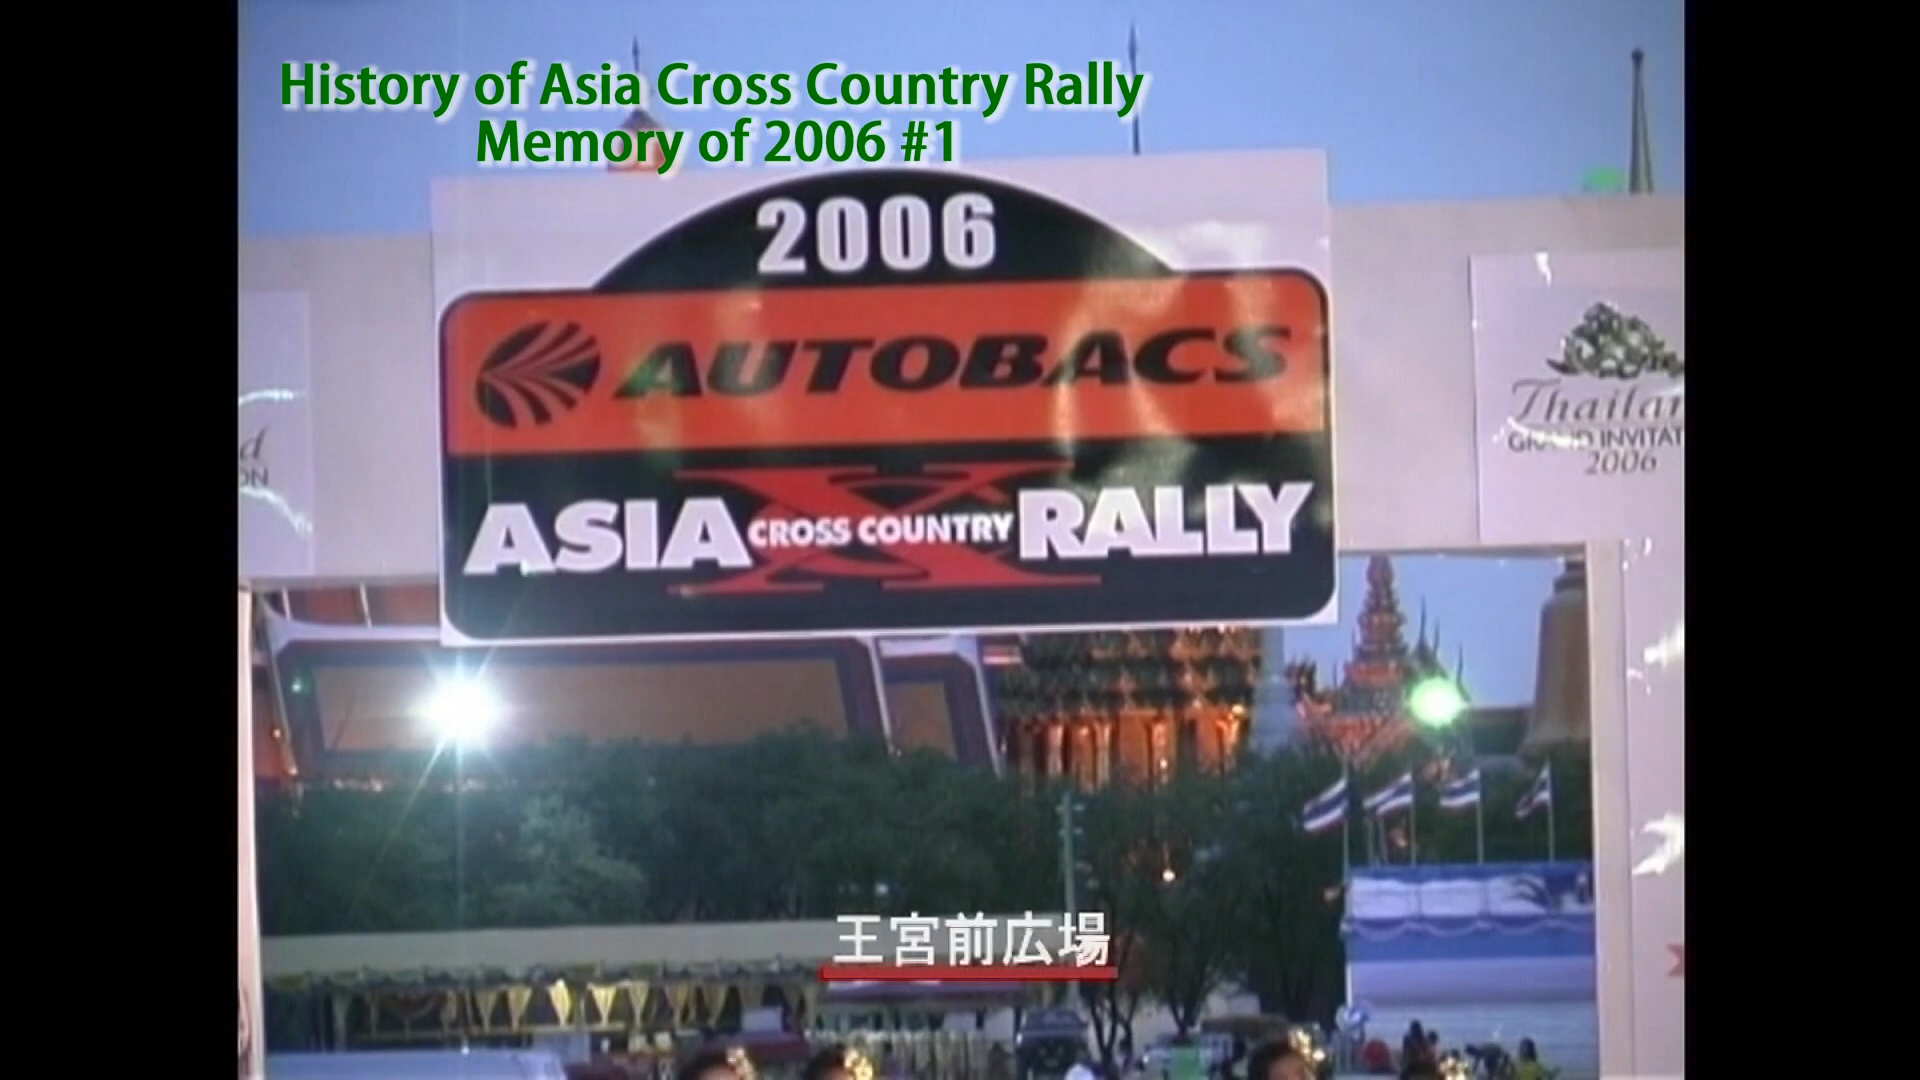 History of Asia Cross Country Rally
Memory of 2006 #1
2006
AUTOBACS
ASIA CROSS COUNTRY RALLY
X
GRAND INVITAT
2006
Thailan
d
ON
王宮前広場